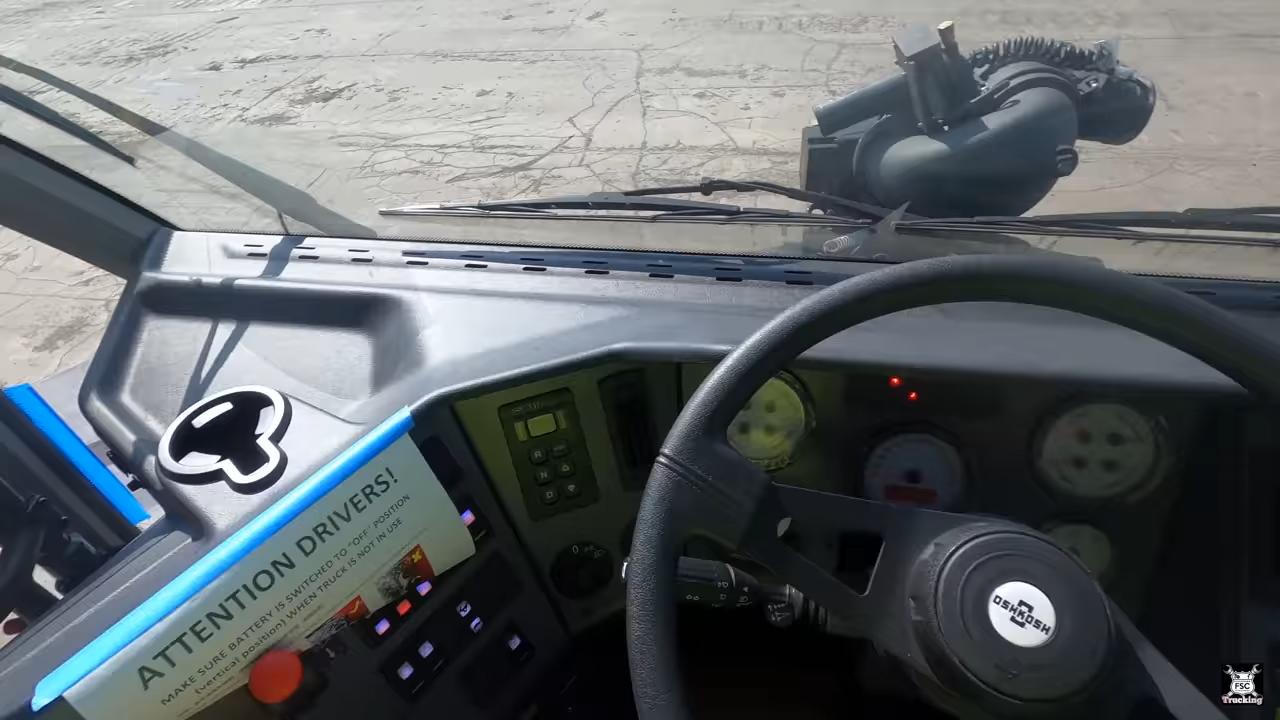 ATTENTION DRIVERS!
MAKE SURE BATTERY IS SWITCHED TO "OFF" POSITION
(vertical position) WHEN TRUCK IS NOT IN USE
R
N
D
OSHKOSH
FSG
Trucking